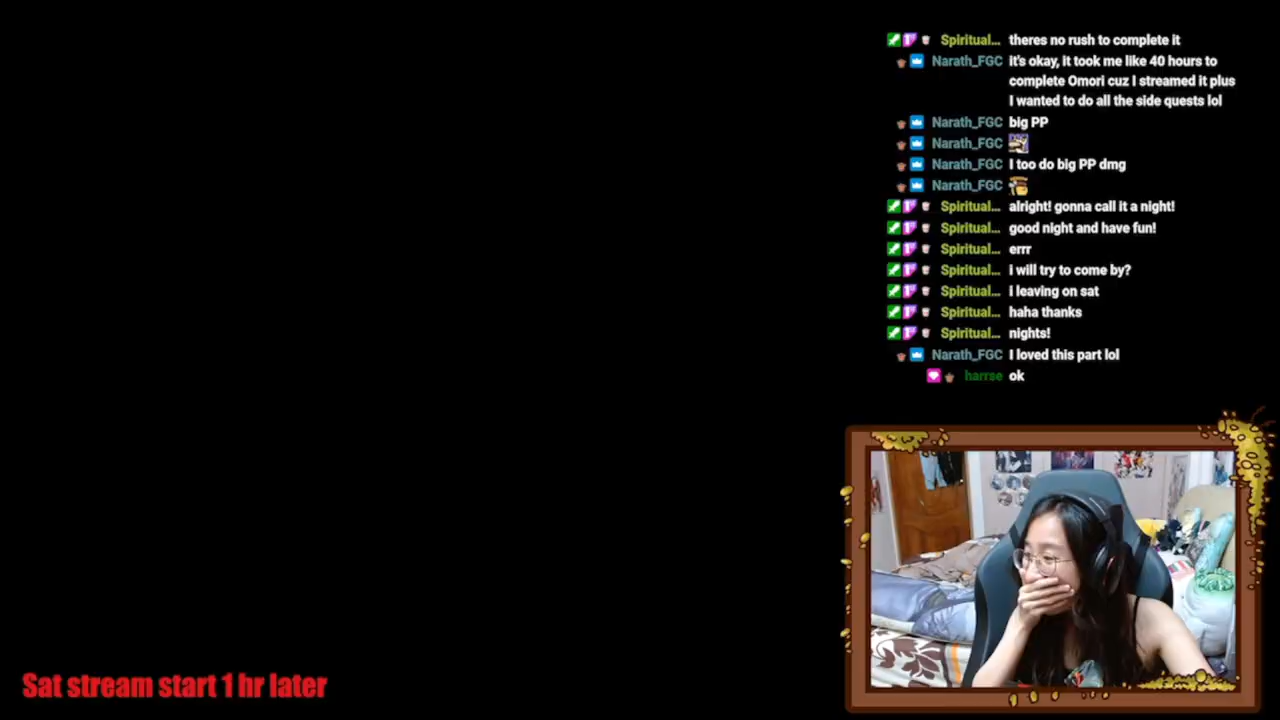 Spiritual... theres no rush to complete it
Narath_FGC it's okay, it took me like 40 hours to
complete Omori cuz I streamed it plus
I wanted to do all the side quests lol
Narath_FGC big PP
Narath_FGC
Narath_FGC I too do big PP dmg
Narath_FGC
Spiritual... alright! gonna call it a night!
Spiritual... good night and have fun!
Spiritual... errr
Spiritual... i will try to come by?
Spiritual... i leaving on sat
Spiritual... haha thanks
Spiritual... nights!
Narath_FGC I loved this part lol
harrse ok
Sat stream start 1 hr later